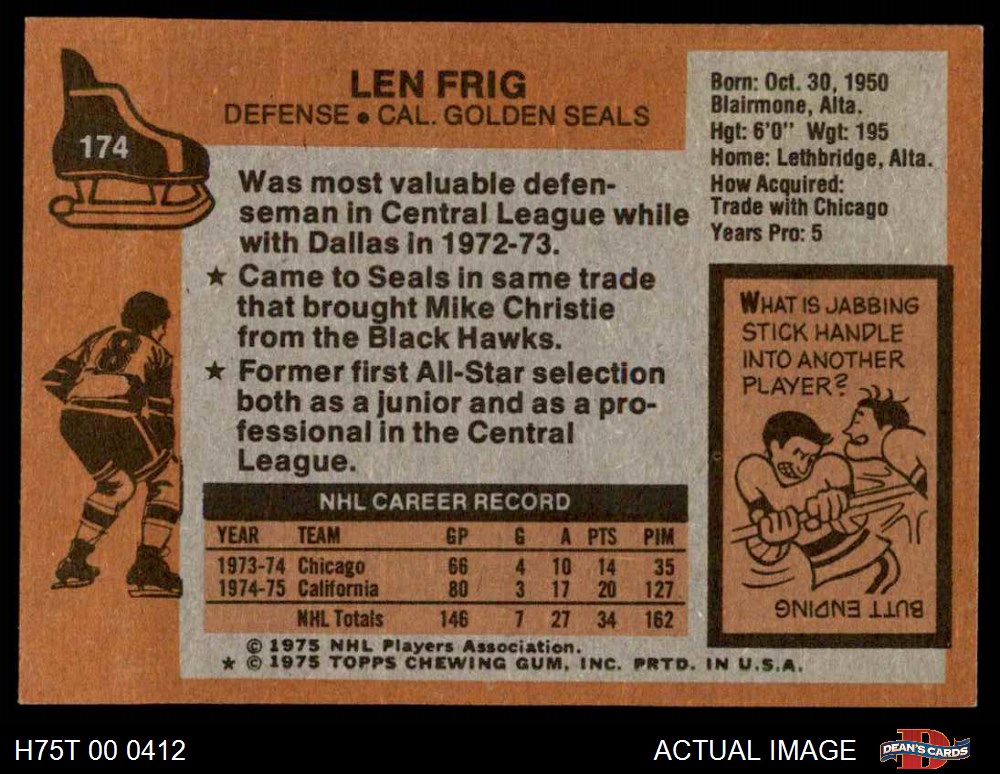 174
LEN FRIG
DEFENSE • CAL. GOLDEN SEALS
Was most valuable defen-
seman in Central League while
with Dallas in 1972-73.
★ Came to Seals in same trade
that brought Mike Christie
from the Black Hawks.
★ Former first All-Star selection
both as a junior and as a pro-
fessional in the Central
League.
NHL CAREER RECORD
YEAR TEAM GP G A PTS PIM
1973-74 Chicago 66 4 10 14 35
1974-75 California 80 3 17 20 127
NHL Totals 146 7 27 34 162
© 1975 NHL Players Association.
★ © 1975 TOPPS CHEWING GUM, INC. PRTD. IN U.S.A.
Born: Oct. 30, 1950
Blairmone, Alta.
Hgt: 6'0" Wgt: 195
Home: Lethbridge, Alta.
How Acquired:
Trade with Chicago
Years Pro: 5
WHAT IS JABBING
STICK HANDLE
INTO ANOTHER
PLAYER?
BUTT ENDING
8
H75T 00 0412
ACTUAL IMAGE
D
DEAN'S CARDS